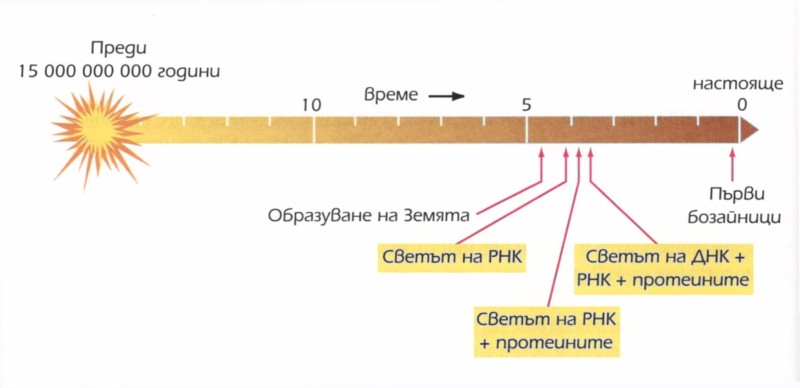 Преди
15 000 000 000 години
време
настояще
10
5
0
Образуване на Земята
Първи
бозайници
Светът на РНК
Светът на ДНК +
РНК + протеините
Светът на РНК
+ протеините